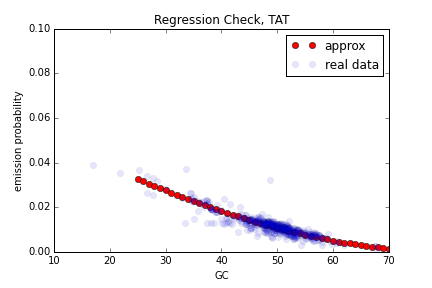 Regression Check, TAT
approx
real data
emission probability
0.10
0.08
0.06
0.04
0.02
0.00
10 20 30 40 50 60 70
GC